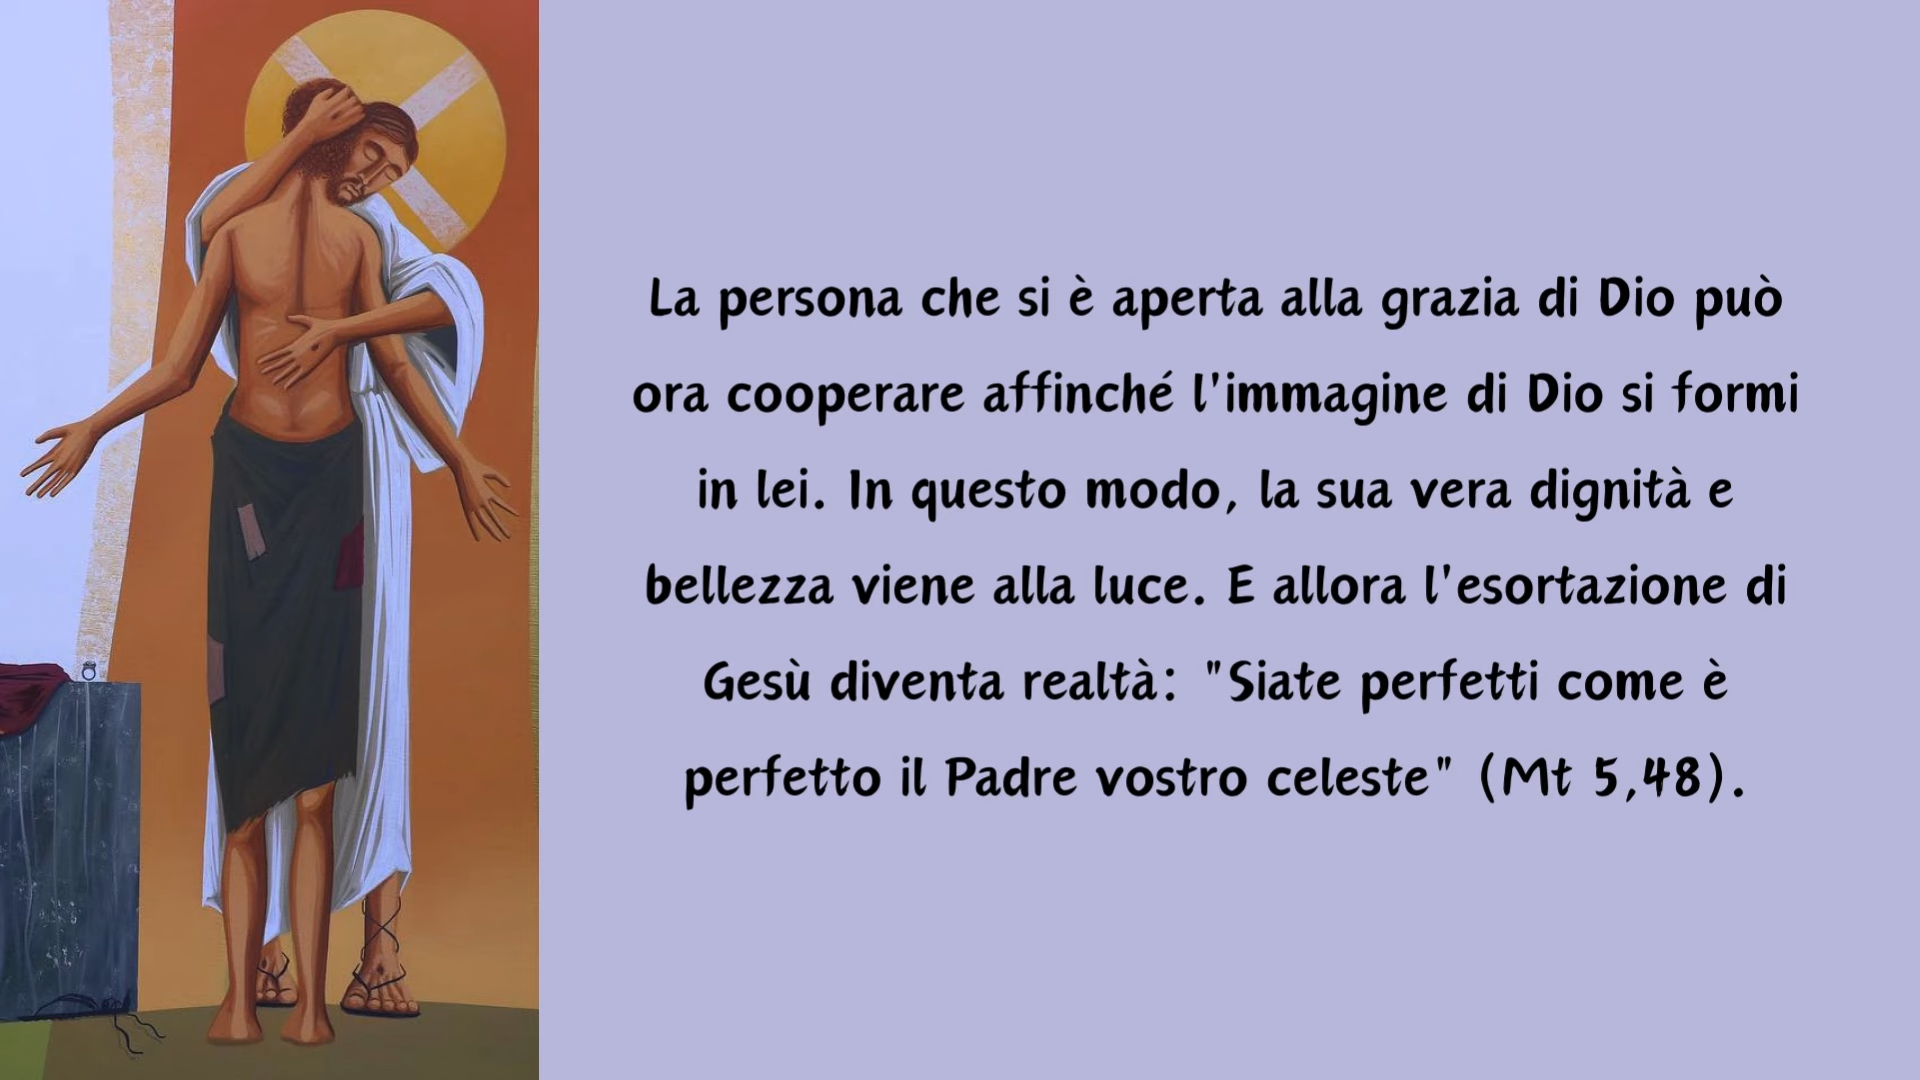 La persona che si è aperta alla grazia di Dio può
ora cooperare affinché l'immagine di Dio si formi
in lei. In questo modo, la sua vera dignità e
bellezza viene alla luce. E allora l'esortazione di
Gesù diventa realtà: "Siate perfetti come è
perfetto il Padre vostro celeste" (Mt 5,48).